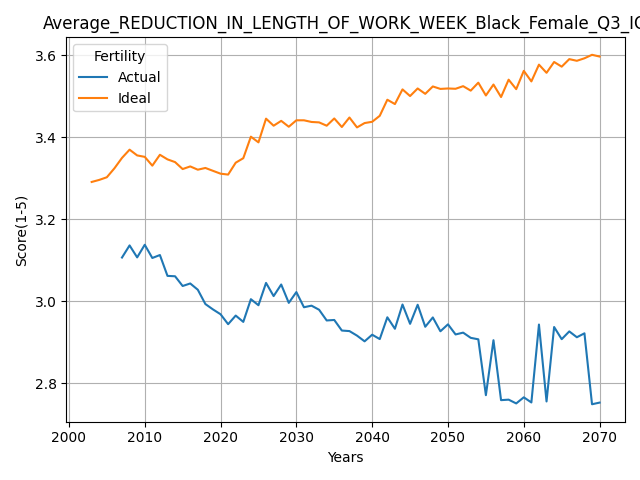 Average_REDUCTION_IN_LENGTH_OF_WORK_WEEK_Black_Female_Q3_IC
Fertility
Actual
Ideal
Score(1-5)
3.6
3.4
3.2
3.0
2.8
2000 2010 2020 2030 2040 2050 2060 2070
Years